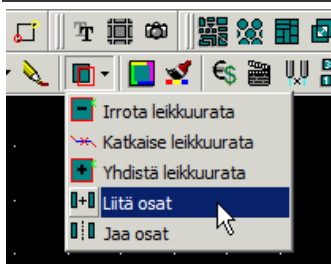 Irrota leikkuurata
Katkaise leikkuurata
Yhdistä leikkuurata
Liitä osat
Jaa osat